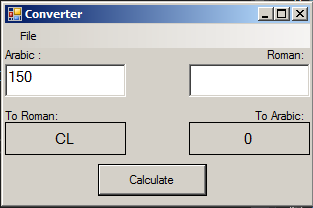 Converter
File
Arabic : Roman:
150
To Roman: To Arabic:
CL 0
Calculate